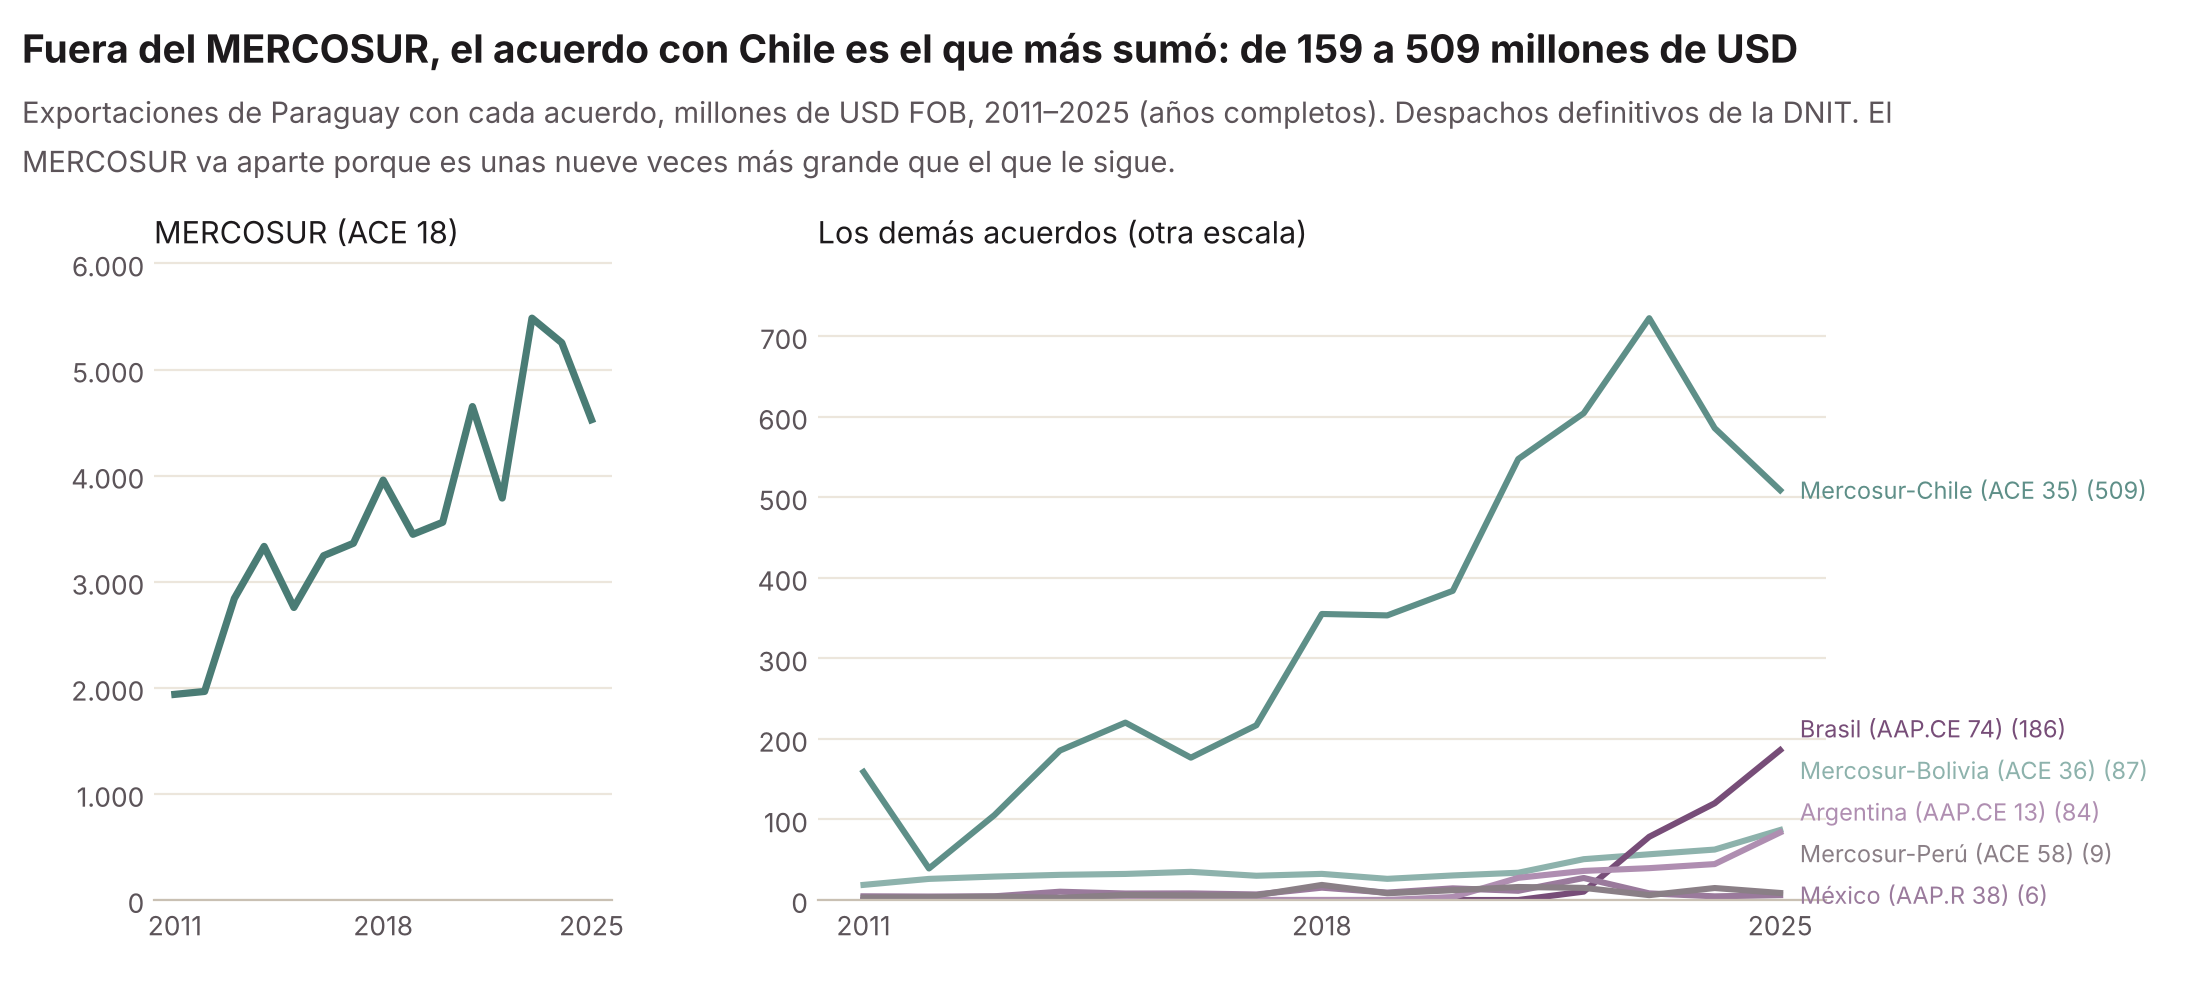 Fuera del MERCOSUR, el acuerdo con Chile es el que más sumó: de 159 a 509 millones de USD
Exportaciones de Paraguay con cada acuerdo, millones de USD FOB, 2011–2025 (años completos). Despachos definitivos de la DNIT. El
MERCOSUR va aparte porque es unas nueve veces más grande que el que le sigue.
MERCOSUR (ACE 18)
6.000
5.000
4.000
3.000
2.000
1.000
0
2011
2018
2025
Los demás acuerdos (otra escala)
700
600
500
400
300
200
100
0
2011
2018
2025
Mercosur-Chile (ACE 35) (509)
Brasil (AAP.CE 74) (186)
Mercosur-Bolivia (ACE 36) (87)
Argentina (AAP.CE 13) (84)
Mercosur-Perú (ACE 58) (9)
México (AAP.R 38) (6)